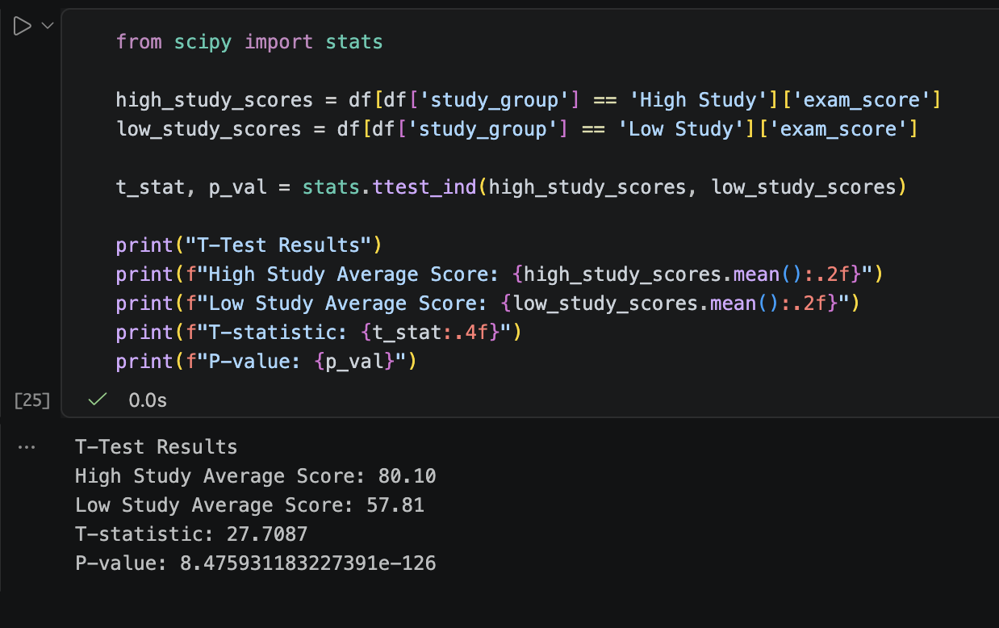 from scipy import stats
high_study_scores = df[df['study_group'] == 'High Study']['exam_score']
low_study_scores = df[df['study_group'] == 'Low Study']['exam_score']
t_stat, p_val = stats.ttest_ind(high_study_scores, low_study_scores)
print("T-Test Results")
print(f"High Study Average Score: {high_study_scores.mean():.2f}")
print(f"Low Study Average Score: {low_study_scores.mean():.2f}")
print(f"T-statistic: {t_stat:.4f}")
print(f"P-value: {p_val}")
[25]
0.0s
...
T-Test Results
High Study Average Score: 80.10
Low Study Average Score: 57.81
T-statistic: 27.7087
P-value: 8.475931183227391e-126